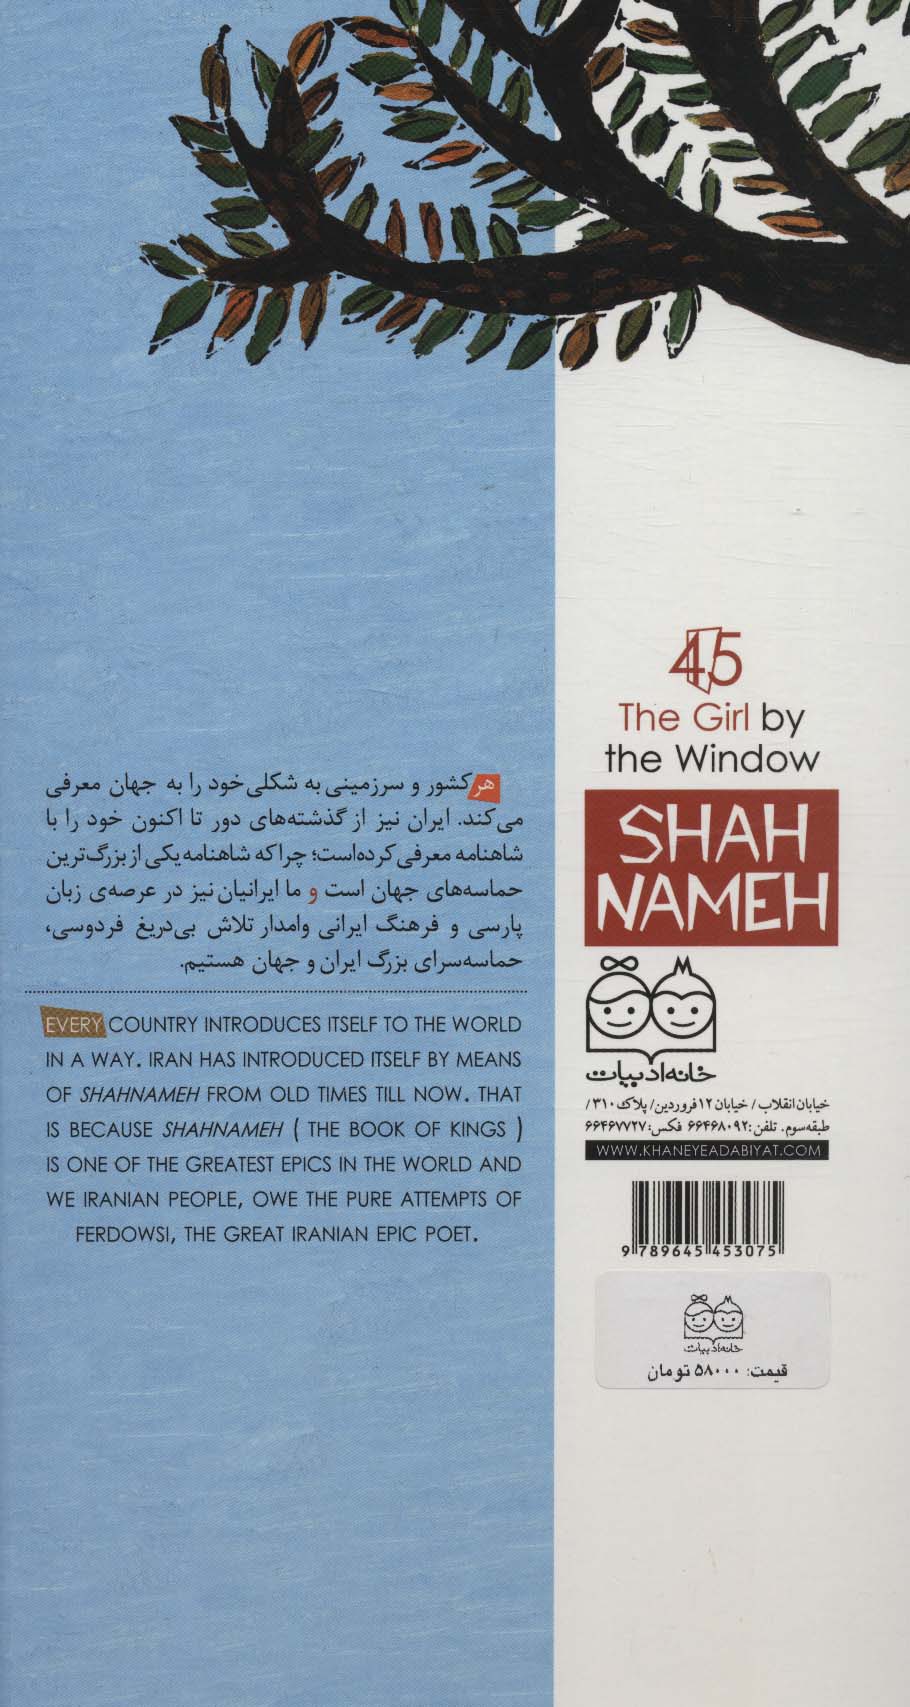 45
The Girl by
the Window
SHAH
NAMEH
خانه ادبیات
خیابان انقلاب / خیابان ۱۲ فروردین/ پلاک ۳۱۰/
طبقه سوم. تلفن: ۶۶۴۶۸۰۹۲ فکس: ۶۶۴۶۷۷۲۷
WWW.KHANEYEADABIYAT.COM
9 789645 453075
خانه ادبیات
قیمت: ۵۸۰۰۰ تومان
هر کشور و سرزمینی به شکلی خود را به جهان معرفی
می‌کند. ایران نیز از گذشته‌های دور تا اکنون خود را با
شاهنامه معرفی کرده‌است؛ چرا که شاهنامه یکی از بزرگ‌ترین
حماسه‌های جهان است و ما ایرانیان نیز در عرصه‌ی زبان
پارسی و فرهنگ ایرانی وامدار تلاش بی‌دریغ فردوسی،
حماسه‌سرای بزرگ ایران و جهان هستیم.
EVERY COUNTRY INTRODUCES ITSELF TO THE WORLD
IN A WAY. IRAN HAS INTRODUCED ITSELF BY MEANS
OF SHAHNAMEH FROM OLD TIMES TILL NOW. THAT
IS BECAUSE SHAHNAMEH ( THE BOOK OF KINGS )
IS ONE OF THE GREATEST EPICS IN THE WORLD AND
WE IRANIAN PEOPLE, OWE THE PURE ATTEMPTS OF
FERDOWSI, THE GREAT IRANIAN EPIC POET.